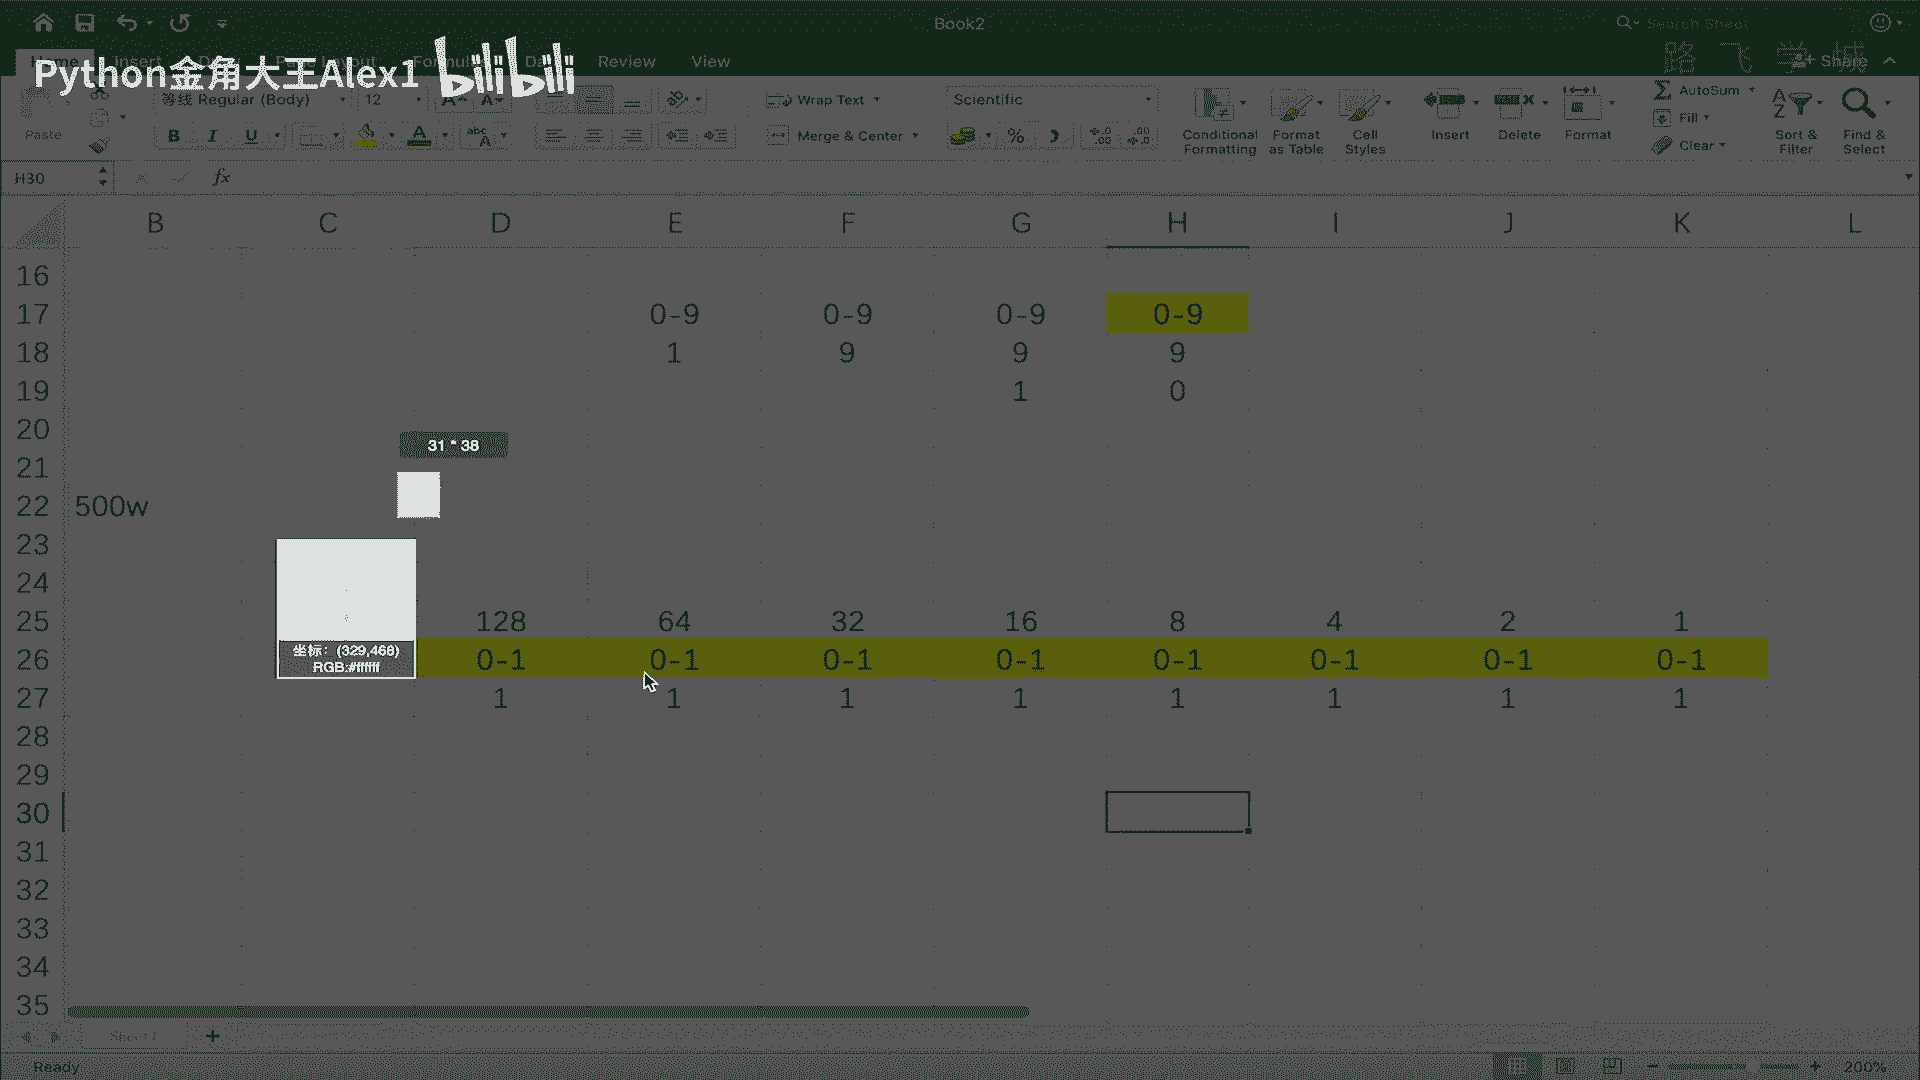 Book2
Search Sheet
路飞学城
Home Insert Page Layout Formulas Data Review View
Share
Python金角大王Alex1 bilibili
Paste
等线 Regular (Body) 12
Wrap Text
Merge & Center
Scientific
Conditional Formatting
Format as Table
Cell Styles
Insert
Delete
Format
AutoSum
Fill
Clear
Sort & Filter
Find & Select
H30 fx
B C D E F G H I J K L
16
17 0-9 0-9 0-9 0-9
18 1 9 9 9
19 1 0
20
31 * 38
21
22 500w
23
24
25 128 64 32 16 8 4 2 1
坐标: (329,468)
RGB:#ffffff
26 0-1 0-1 0-1 0-1 0-1 0-1 0-1 0-1
27 1 1 1 1 1 1 1 1
28
29
30
31
32
33
34
35
Sheet1 +
Ready
200%